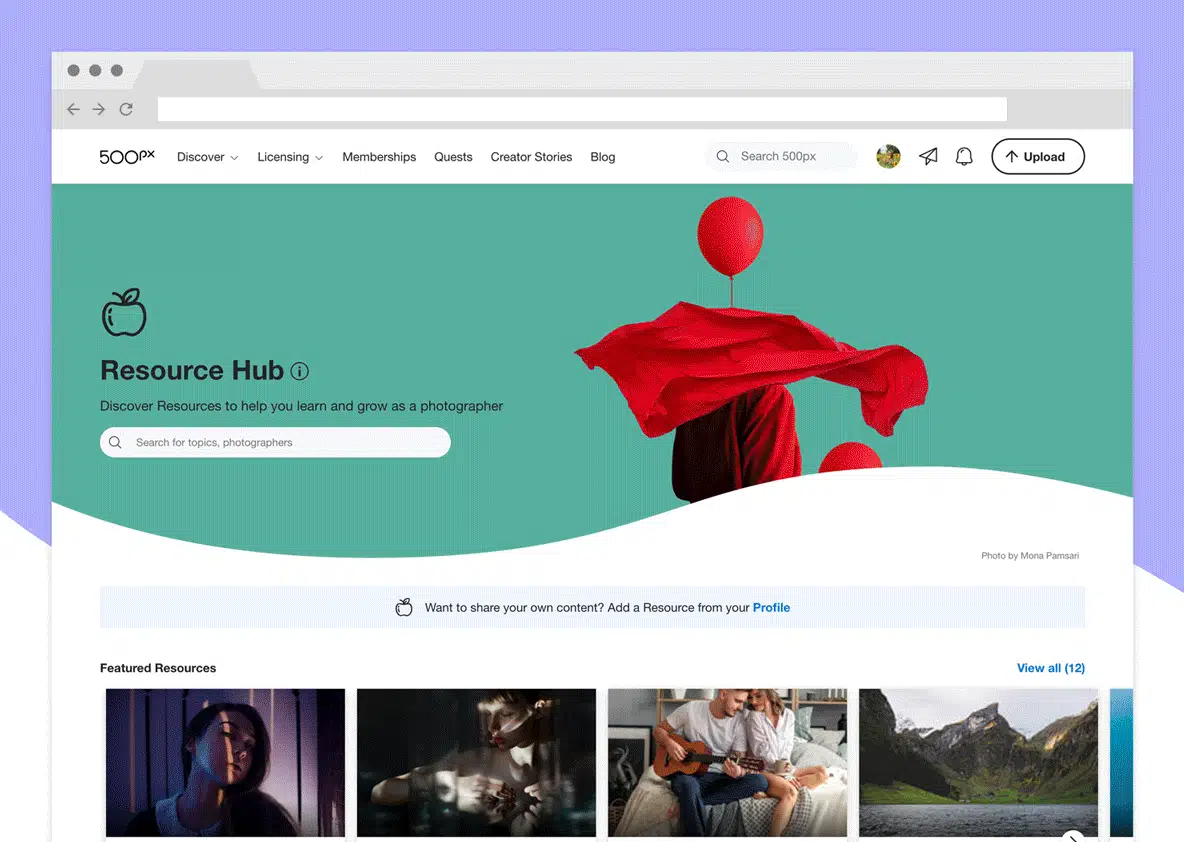 500px Discover Licensing Memberships Quests Creator Stories Blog Search 500px Upload
Resource Hub
Discover Resources to help you learn and grow as a photographer
Search for topics, photographers
Photo by Mona Pamsari
Want to share your own content? Add a Resource from your Profile
Featured Resources View all (12)